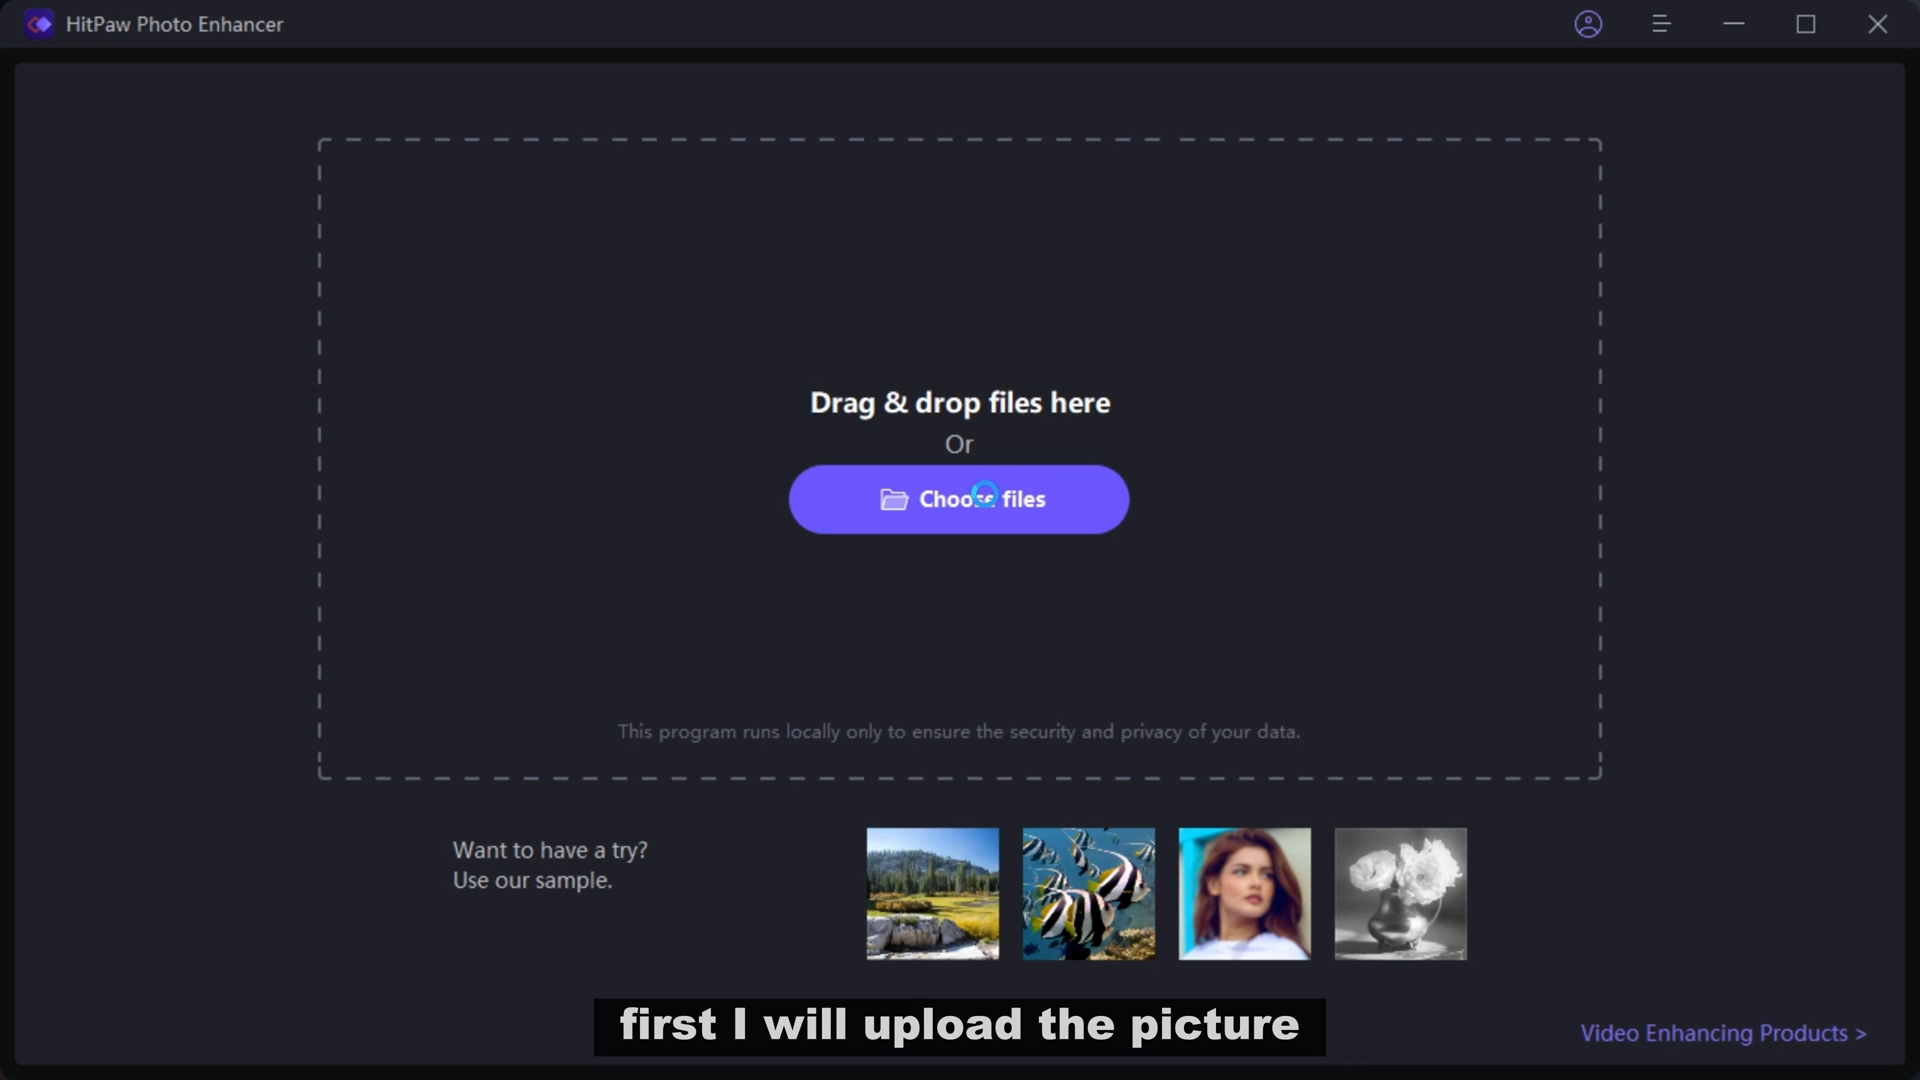 HitPaw Photo Enhancer
Drag & drop files here
Or
Choose files
This program runs locally only to ensure the security and privacy of your data.
Want to have a try?
Use our sample.
first I will upload the picture
Video Enhancing Products >